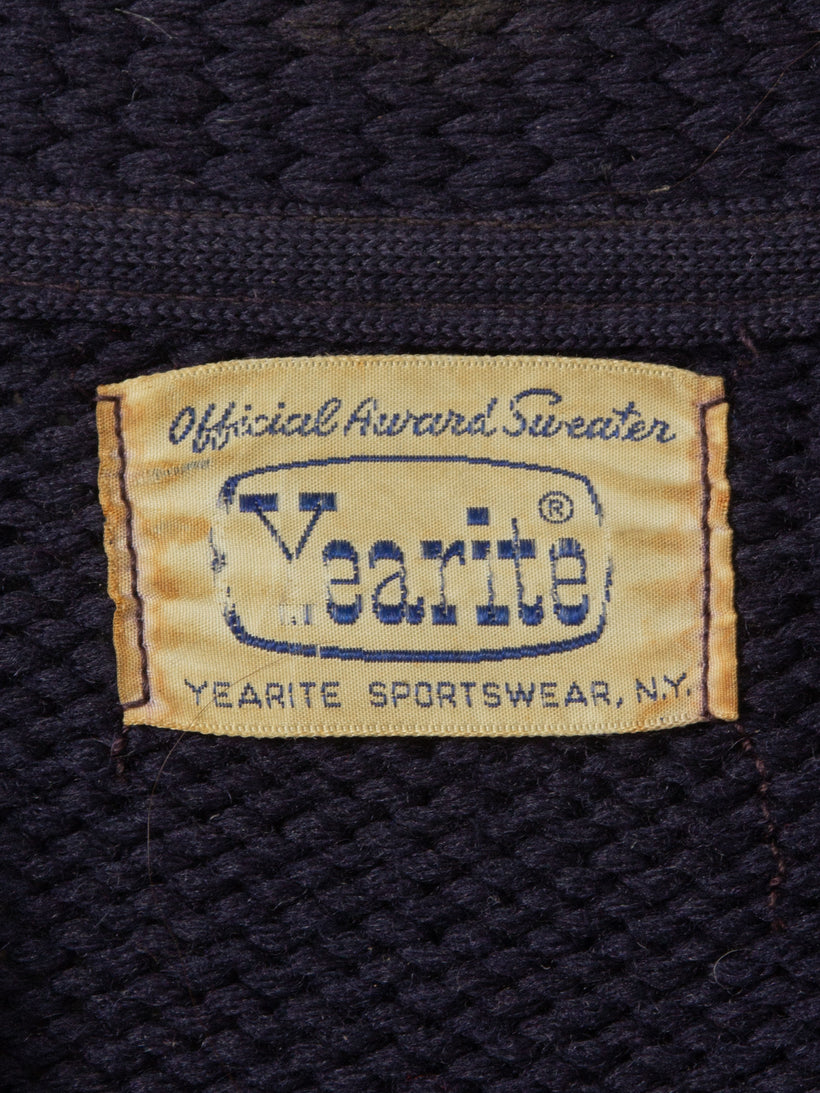 Official Award Sweater
Yearite ®
YEARITE SPORTSWEAR, N.Y.